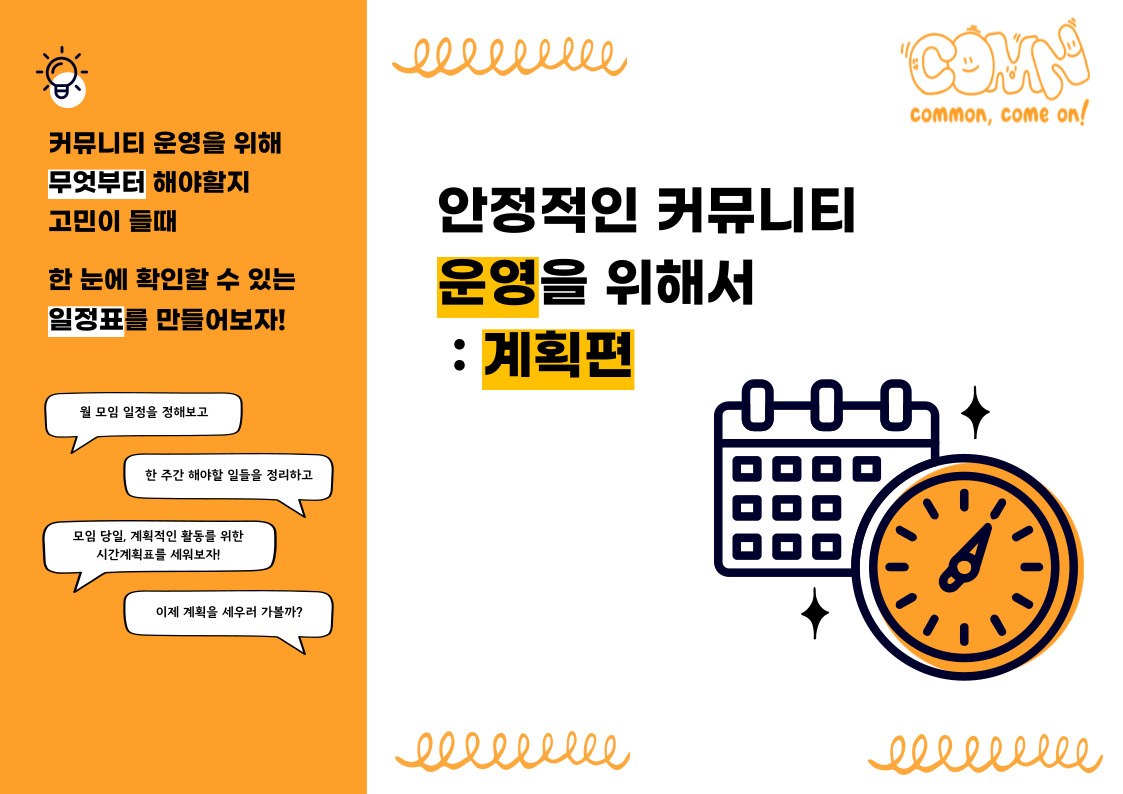 커뮤니티 운영을 위해
무엇부터 해야할지
고민이 들때
한 눈에 확인할 수 있는
일정표를 만들어보자!
월 모임 일정을 정해보고
한 주간 해야할 일들을 정리하고
모임 당일, 계획적인 활동를 위한
시간계획표를 세워보자!
이제 계획을 세우러 가볼까?
COMN
common, come on!
안정적인 커뮤니티
운영을 위해서
: 계획편